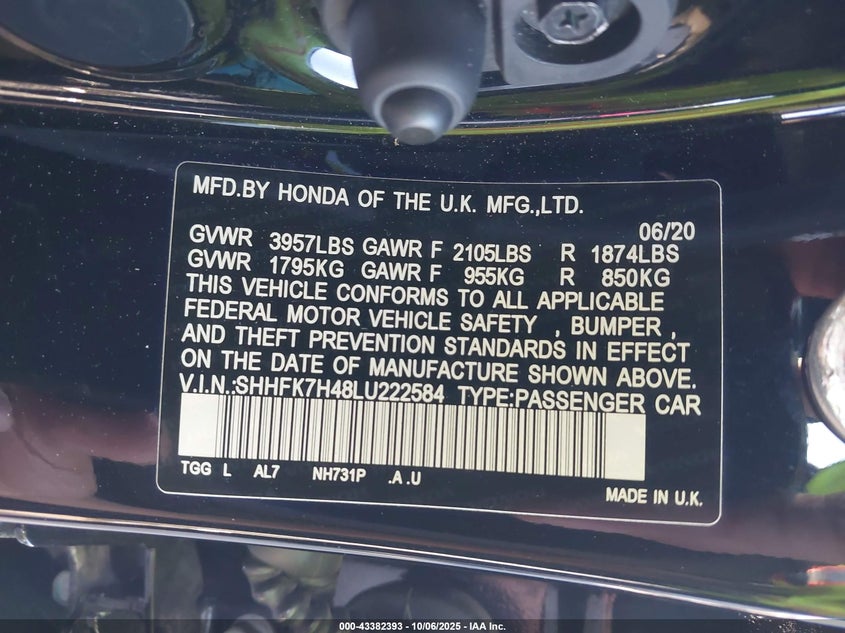 MFD.BY HONDA OF THE U.K. MFG.,LTD.
06/20
GVWR 3957LBS GAWR F 2105LBS R 1874LBS
GVWR 1795KG GAWR F 955KG R 850KG
THIS VEHICLE CONFORMS TO ALL APPLICABLE
FEDERAL MOTOR VEHICLE SAFETY , BUMPER ,
AND THEFT PREVENTION STANDARDS IN EFFECT
ON THE DATE OF MANUFACTURE SHOWN ABOVE.
V.I.N.:SHHFK7H48LU222584 TYPE:PASSENGER CAR
TGG L AL7 NH731P .A .U
MADE IN U.K.
000-43382393 - 10/06/2025 - IAA Inc.